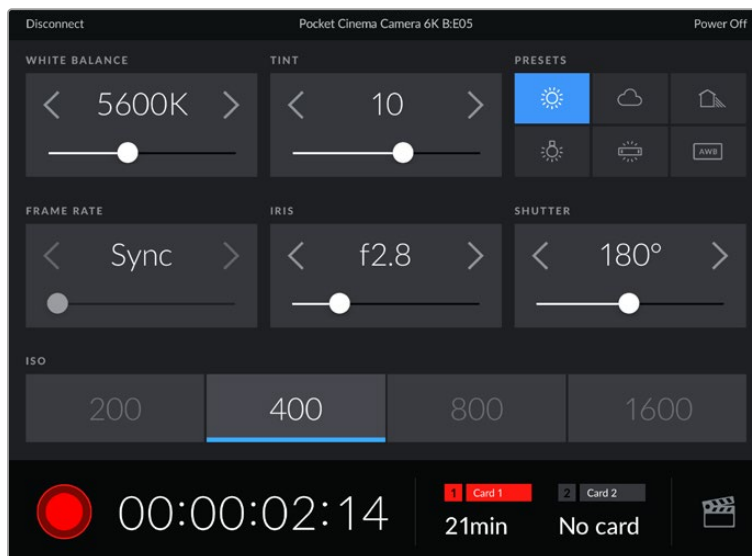 Disconnect Pocket Cinema Camera 6K B:E05 Power Off
WHITE BALANCE TINT PRESETS
5600K 10
AWB
FRAME RATE IRIS SHUTTER
Sync f2.8 180°
ISO
200 400 800 1600
00:00:02:14
1 Card 1 2 Card 2
21min No card